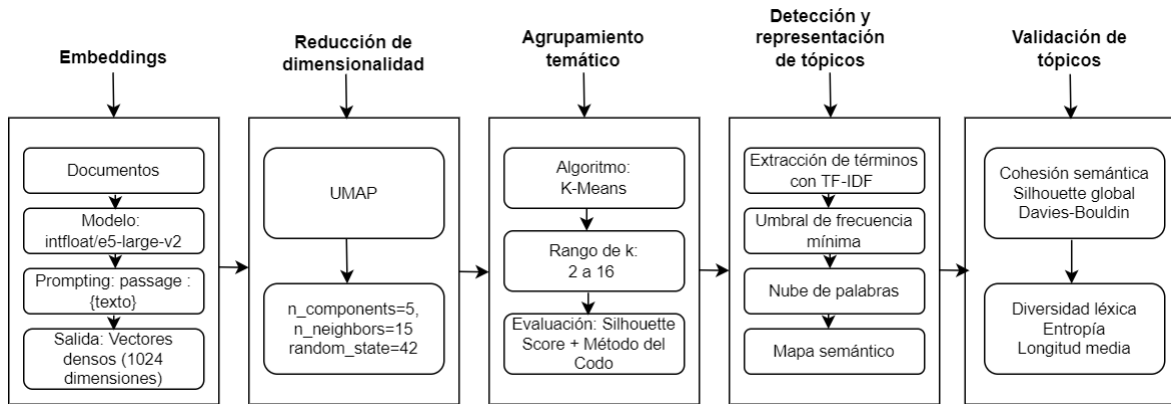 Embeddings
Documentos
Modelo:
intfloat/e5-large-v2
Prompting: passage :
{texto}
Salida: Vectores
densos (1024
dimensiones)
Reducción de
dimensionalidad
UMAP
n_components=5,
n_neighbors=15
random_state=42
Agrupamiento
temático
Algoritmo:
K-Means
Rango de k:
2 a 16
Evaluación: Silhouette
Score + Método del
Codo
Detección y
representación
de tópicos
Extracción de términos
con TF-IDF
Umbral de frecuencia
mínima
Nube de palabras
Mapa semántico
Validación de
tópicos
Cohesión semántica
Silhouette global
Davies-Bouldin
Diversidad léxica
Entropía
Longitud media